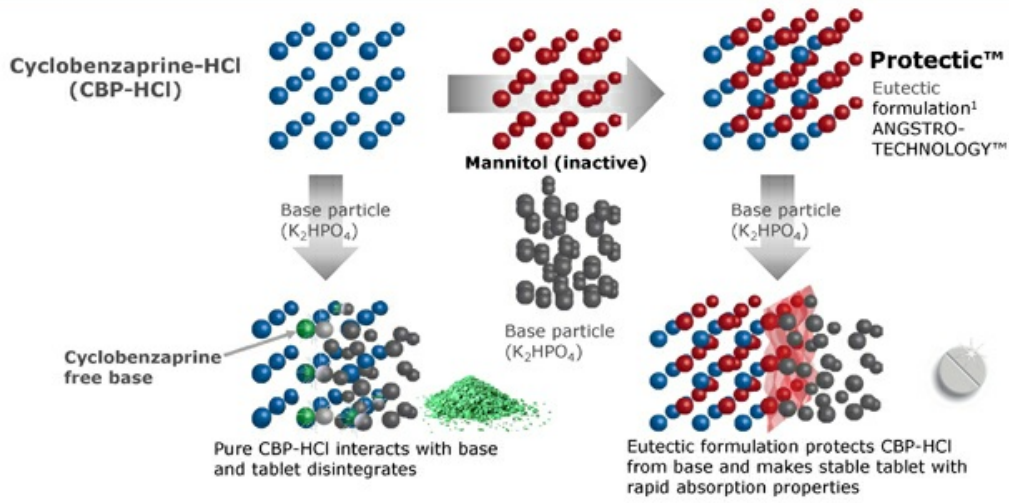 Cyclobenzaprine-HCl
(CBP-HCl)
Mannitol (inactive)
Protectic™
Eutectic
formulation¹
ANGSTRO-
TECHNOLOGY™
Base particle
(K₂HPO₄)
Base particle
(K₂HPO₄)
Base particle
(K₂HPO₄)
Cyclobenzaprine
free base
Pure CBP-HCl interacts with base
and tablet disintegrates
Eutectic formulation protects CBP-HCl
from base and makes stable tablet with
rapid absorption properties